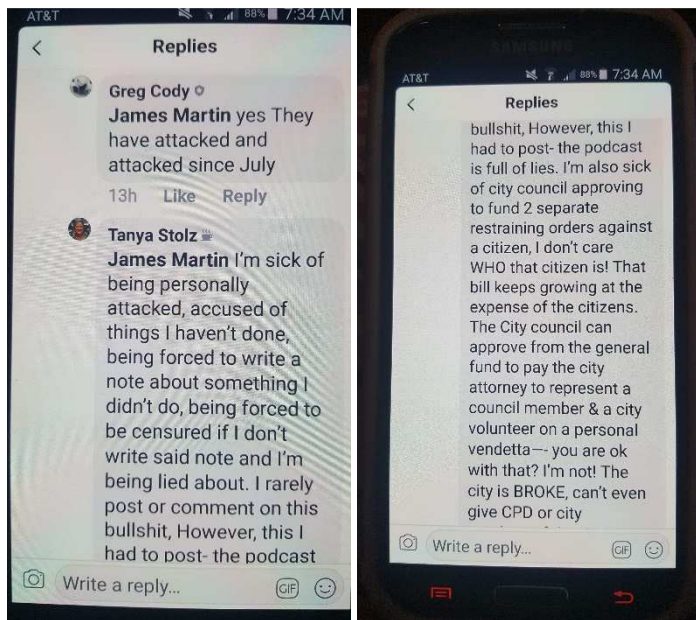 AT&T 88% 7:34 AM
Replies
Greg Cody
James Martin yes They
have attacked and
attacked since July
13h Like Reply
Tanya Stolz
James Martin I'm sick of
being personally
attacked, accused of
things I haven't done,
being forced to write a
note about something I
didn't do, being forced to
be censured if I don't
write said note and I'm
being lied about. I rarely
post or comment on this
bullshit, However, this I
had to post- the podcast
Write a reply...
GIF
SAMSUNG
AT&T 88% 7:34 AM
Replies
bullshit, However, this I
had to post- the podcast
is full of lies. I'm also sick
of city council approving
to fund 2 separate
restraining orders against
a citizen, I don't care
WHO that citizen is! That
bill keeps growing at the
expense of the citizens.
The City council can
approve from the general
fund to pay the city
attorney to represent a
council member & a city
volunteer on a personal
vendetta—- you are ok
with that? I'm not! The
city is BROKE, can't even
give CPD or city
Write a reply...
GIF